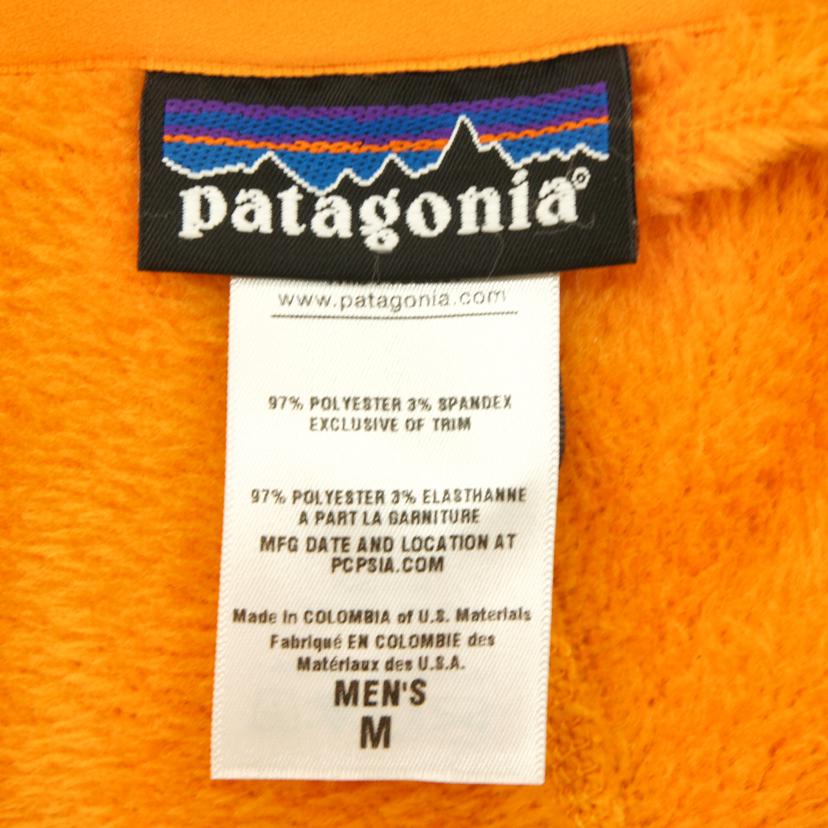 patagonia®
www.patagonia.com
97% POLYESTER 3% SPANDEX
EXCLUSIVE OF TRIM
97% POLYESTER 3% ELASTHANNE
A PART LA GARNITURE
MFG DATE AND LOCATION AT
PCPSIA.COM
Made in COLOMBIA of U.S. Materials
Fabriqué EN COLOMBIE des
Matériaux des U.S.A.
MEN'S
M